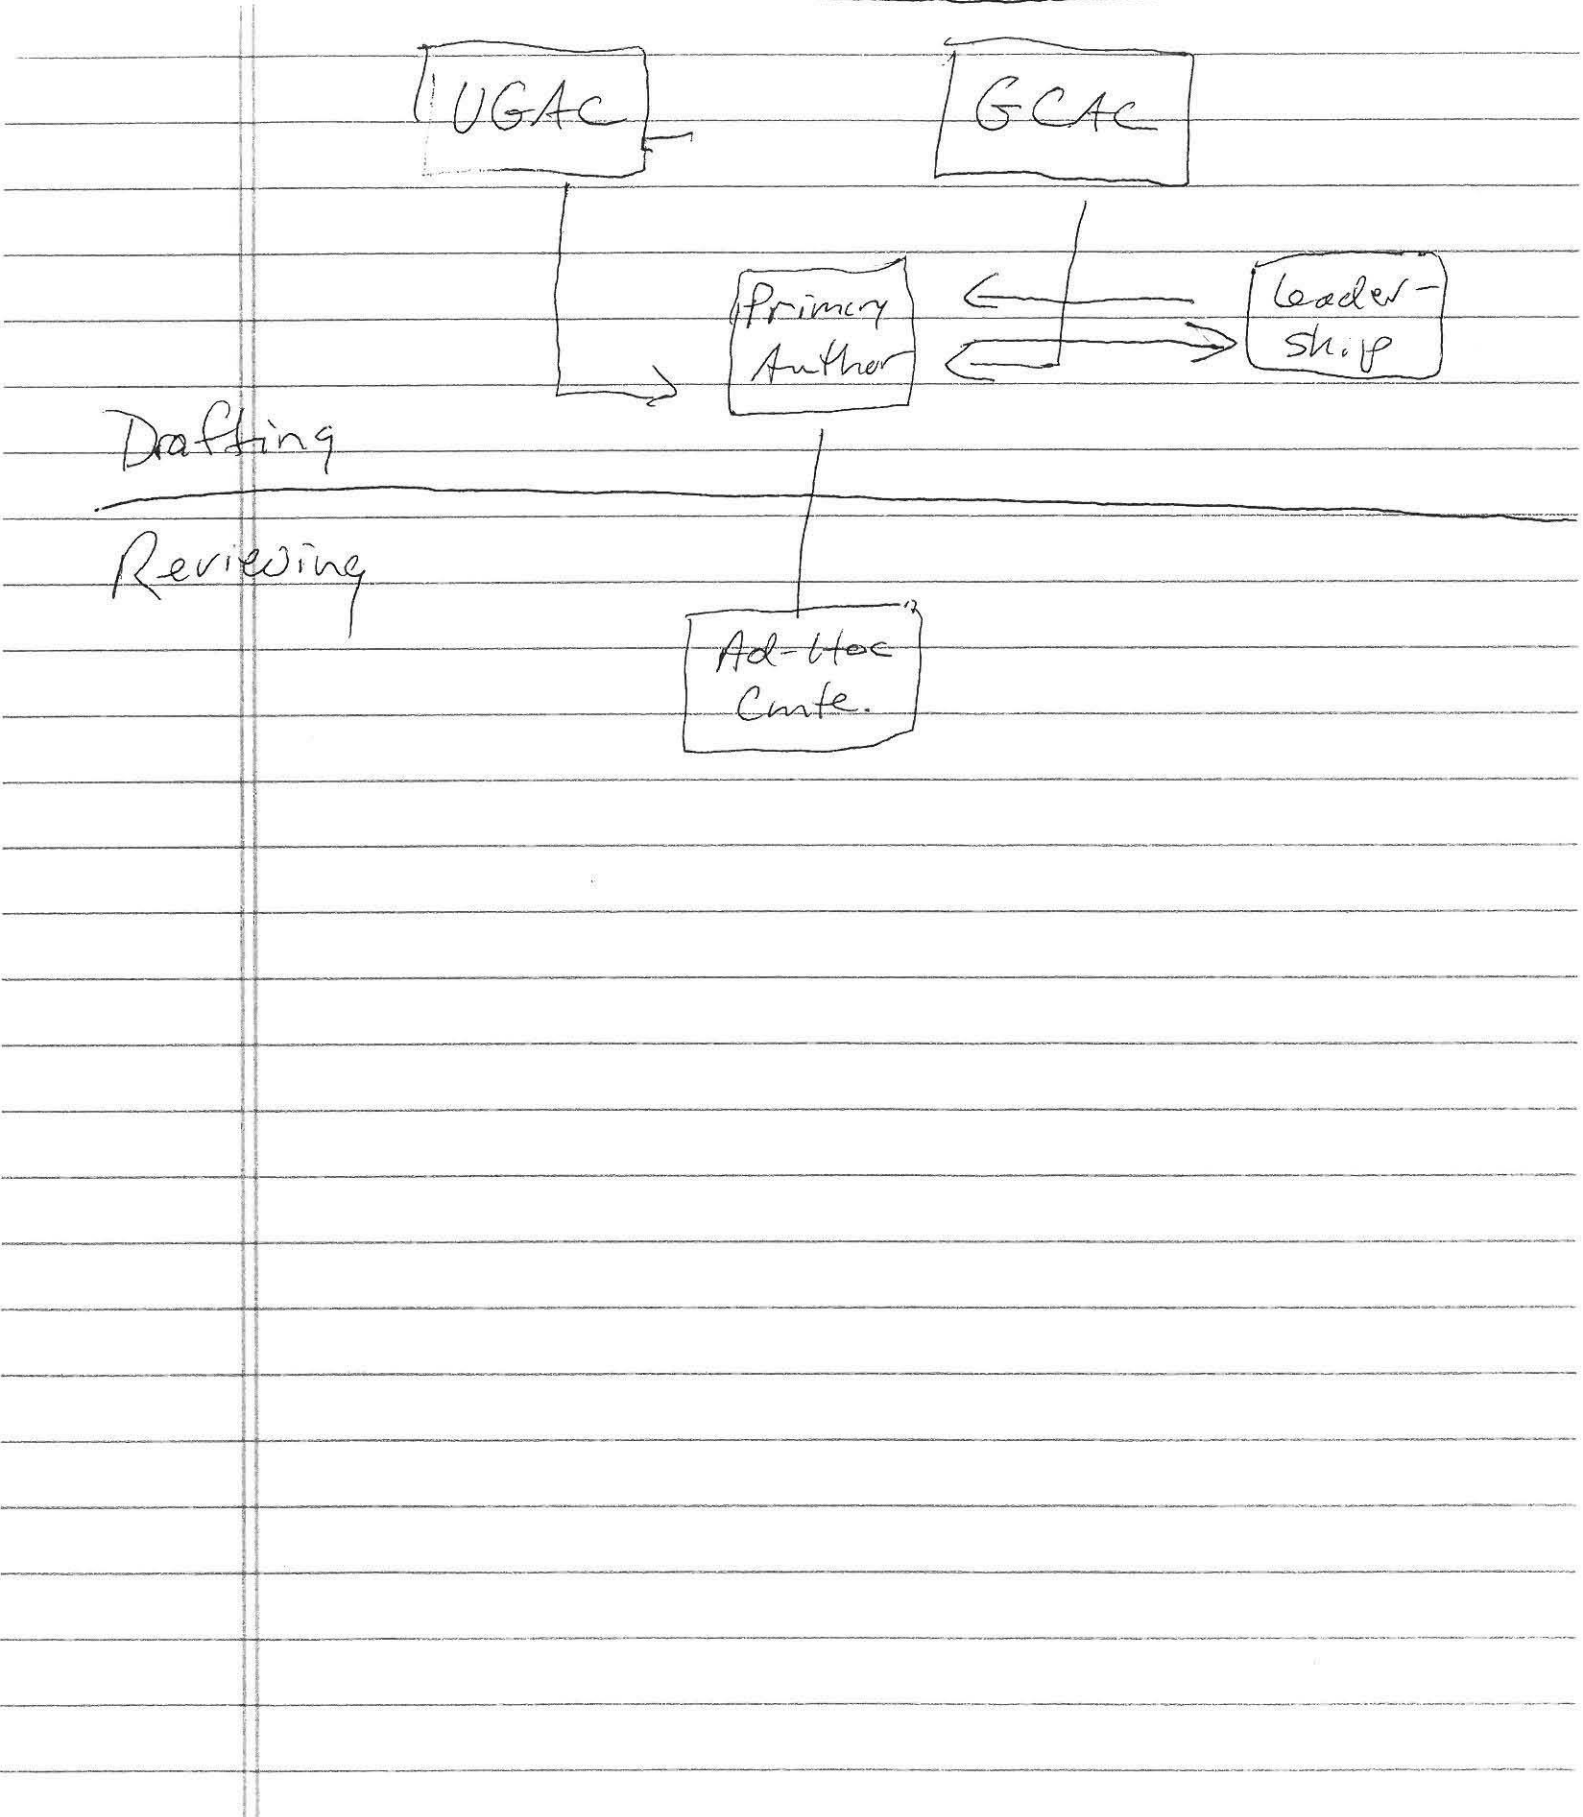 UGAC
GCAC
Primary
Author
Leader-
ship
Drafting
Reviewing
Ad-Hoc
Cmte.